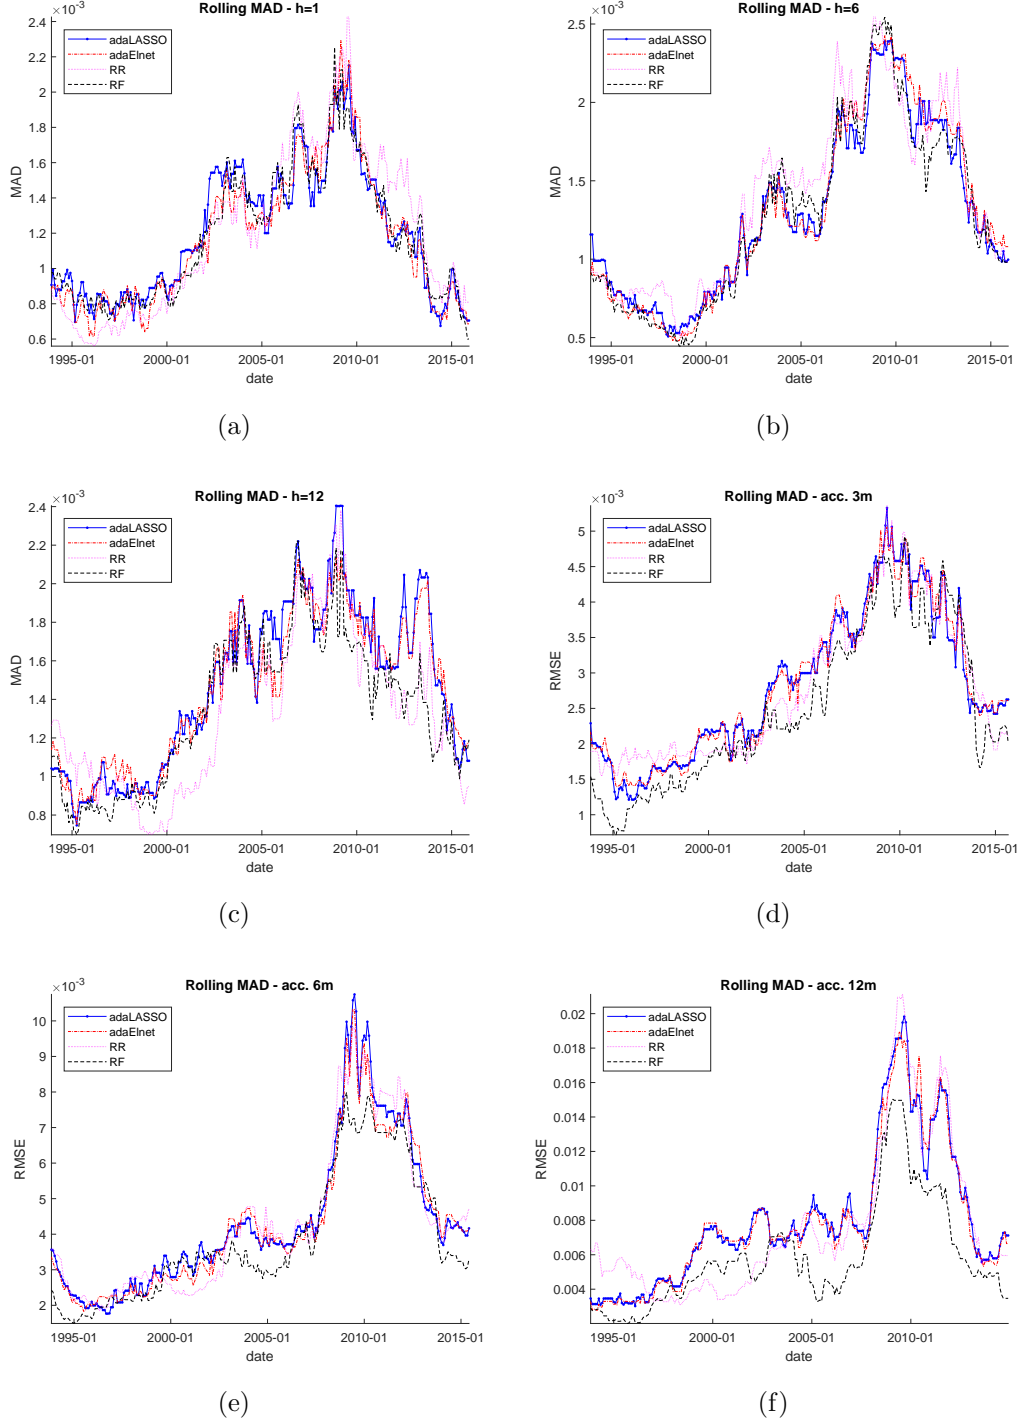 ×10⁻³
Rolling MAD - h=1
2.4
2.2
2
1.8
1.6
1.4
1.2
1
0.8
0.6
MAD
adaLASSO
adaElnet
RR
RF
1995-01
2000-01
2005-01
2010-01
2015-01
date
(a)
×10⁻³
Rolling MAD - h=6
2.5
2
1.5
1
0.5
MAD
adaLASSO
adaElnet
RR
RF
1995-01
2000-01
2005-01
2010-01
2015-01
date
(b)
×10⁻³
Rolling MAD - h=12
2.4
2.2
2
1.8
1.6
1.4
1.2
1
0.8
MAD
adaLASSO
adaElnet
RR
RF
1995-01
2000-01
2005-01
2010-01
2015-01
date
(c)
×10⁻³
Rolling MAD - acc. 3m
5
4.5
4
3.5
3
2.5
2
1.5
1
RMSE
adaLASSO
adaElnet
RR
RF
1995-01
2000-01
2005-01
2010-01
2015-01
date
(d)
×10⁻³
Rolling MAD - acc. 6m
10
9
8
7
6
5
4
3
2
RMSE
adaLASSO
adaElnet
RR
RF
1995-01
2000-01
2005-01
2010-01
2015-01
date
(e)
Rolling MAD - acc. 12m
0.02
0.018
0.016
0.014
0.012
0.01
0.008
0.006
0.004
RMSE
adaLASSO
adaElnet
RR
RF
1995-01
2000-01
2005-01
2010-01
date
(f)